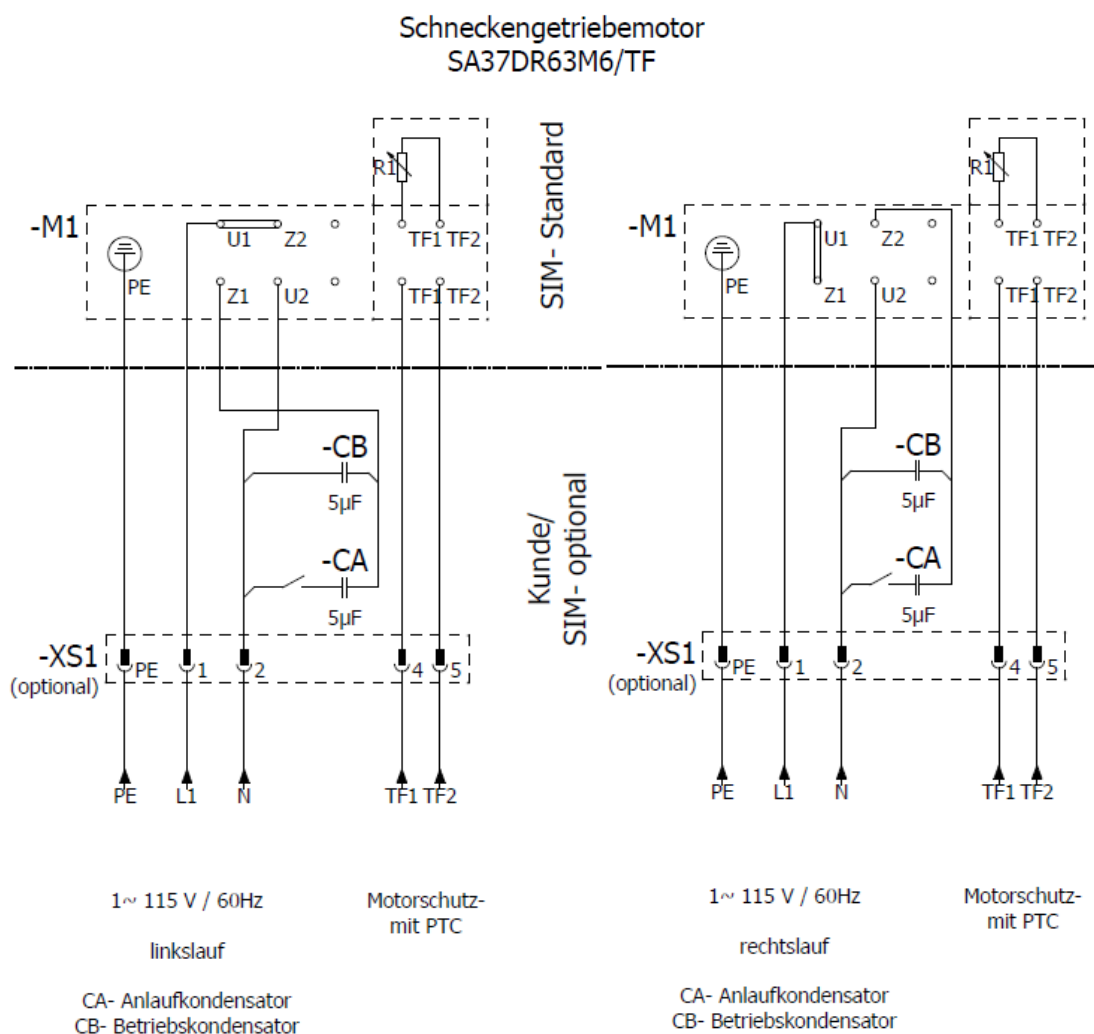 Schneckengetriebemotor
SA37DR63M6/TF
R1
-M1
U1 Z2 TF1 TF2
PE
Z1 U2 TF1 TF2
-CB
5µF
-CA
5µF
-XS1
(optional)
PE 1 2 4 5
PE L1 N TF1 TF2
1~ 115 V / 60Hz
linkslauf
CA- Anlaufkondensator
CB- Betriebskondensator
Motorschutz-
mit PTC
SIM- Standard
Kunde/
SIM- optional
R1
-M1
U1 Z2 TF1 TF2
PE
Z1 U2 TF1 TF2
-CB
5µF
-CA
5µF
-XS1
(optional)
PE 1 2 4 5
PE L1 N TF1 TF2
1~ 115 V / 60Hz
rechtslauf
CA- Anlaufkondensator
CB- Betriebskondensator
Motorschutz-
mit PTC